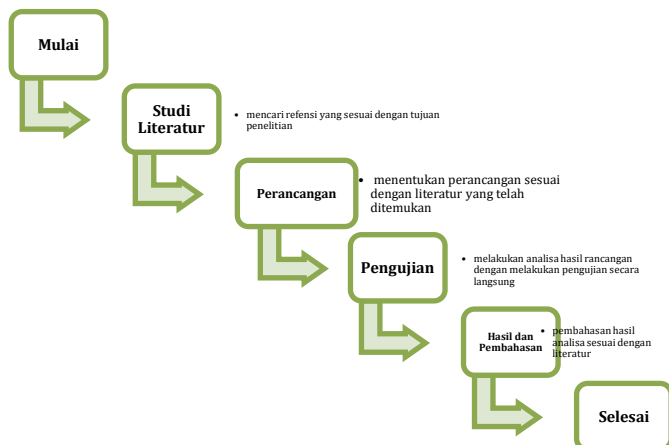 Mulai
Studi
Literatur
• mencari refensi yang sesuai dengan tujuan
penelitian
Perancangan
• menentukan perancangan sesuai
dengan literatur yang telah
ditemukan
Pengujian
• melakukan analisa hasil rancangan
dengan melakukan pengujian secara
langsung
Hasil dan
Pembahasan
• pembahasan hasil
analisa sesuai dengan
literatur
Selesai